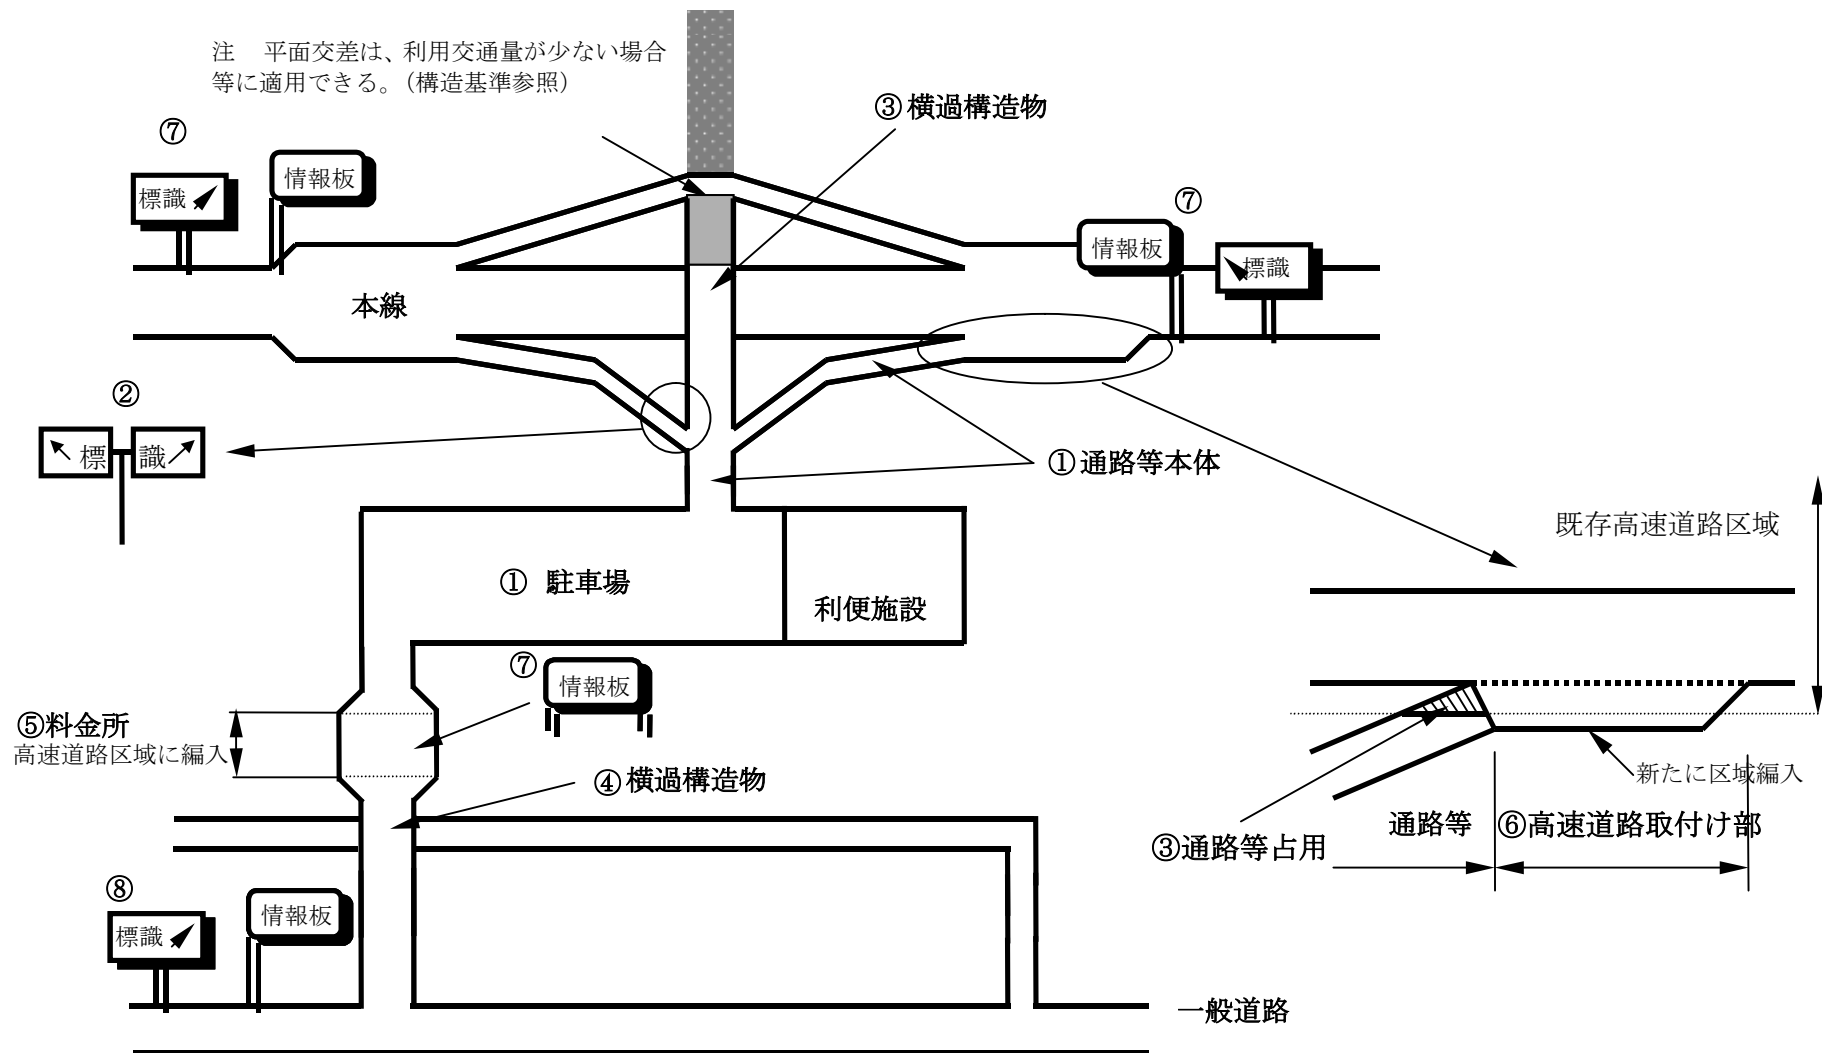 注 平面交差は、利用交通量が少ない場合
等に適用できる。（構造基準参照）
③横過構造物
⑦
標識
情報板
⑦
情報板
標識
本線
②
標 識
①通路等本体
既存高速道路区域
① 駐車場
利便施設
⑦
情報板
⑤料金所
高速道路区域に編入
④横過構造物
新たに区域編入
通路等
⑥高速道路取付け部
③通路等占用
⑧
標識
情報板
一般道路